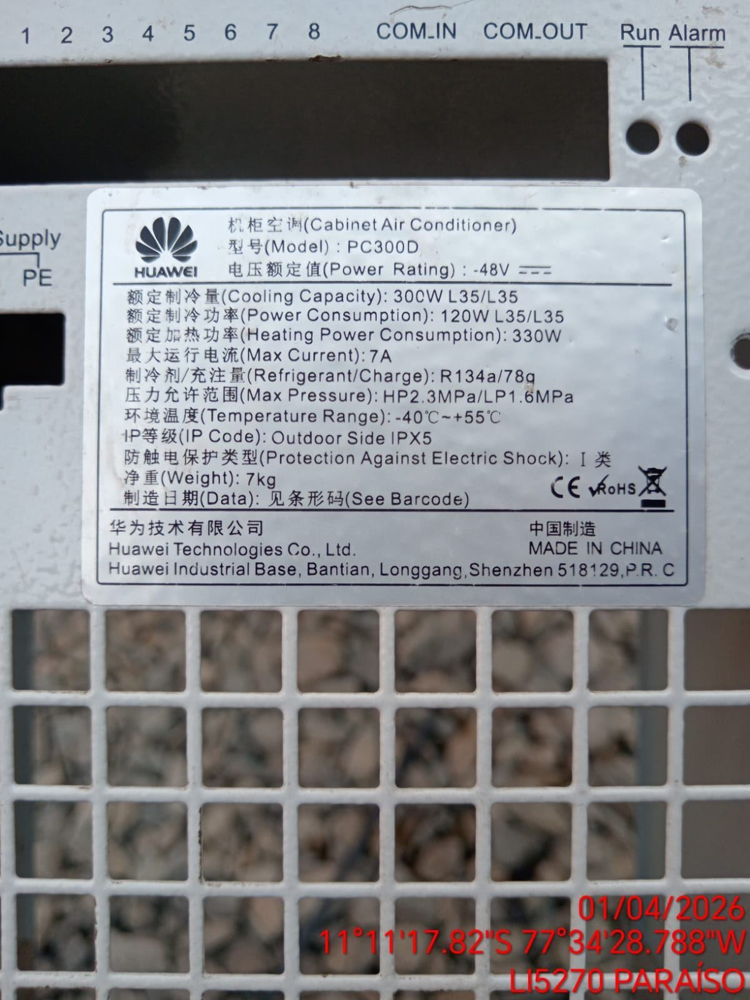 1 2 3 4 5 6 7 8 COM_IN COM_OUT Run Alarm
Supply
PE
HUAWEI
机柜空调(Cabinet Air Conditioner)
型号(Model) : PC300D
电压额定值(Power Rating) : -48V ⎓
额定制冷量(Cooling Capacity): 300W L35/L35
额定制冷功率(Power Consumption): 120W L35/L35
额定加热功率(Heating Power Consumption): 330W
最大运行电流(Max Current): 7A
制冷剂/充注量(Refrigerant/Charge): R134a/78g
压力允许范围(Max Pressure): HP2.3MPa/LP1.6MPa
环境温度(Temperature Range): -40℃~+55℃
IP等级(IP Code): Outdoor Side IPX5
防触电保护类型(Protection Against Electric Shock): I 类
净重(Weight): 7kg
制造日期(Data): 见条形码(See Barcode)
CE RoHS
华为技术有限公司
中国制造
Huawei Technologies Co., Ltd.
MADE IN CHINA
Huawei Industrial Base, Bantian, Longgang,Shenzhen 518129,P.R. C
01/04/2026
11°11'17.82"S 77°34'28.788"W
LI5270 PARAÍSO